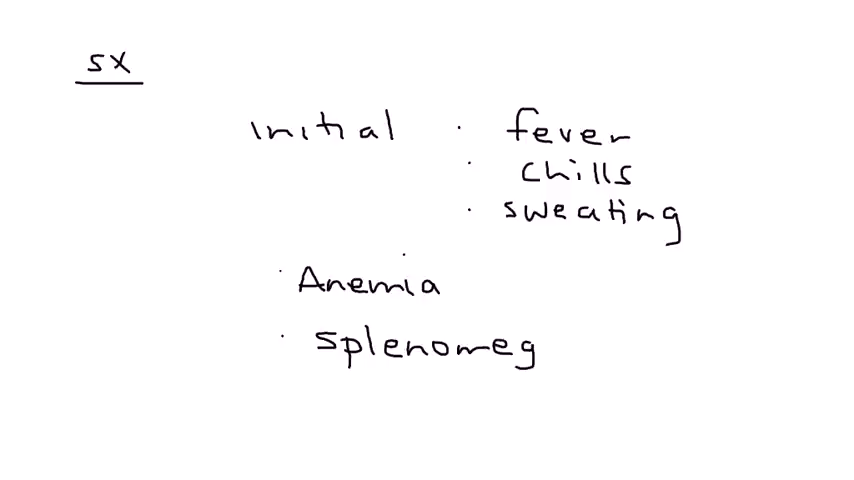 sx
initial · fever
· chills
· sweating
· Anemia
· splenomeg